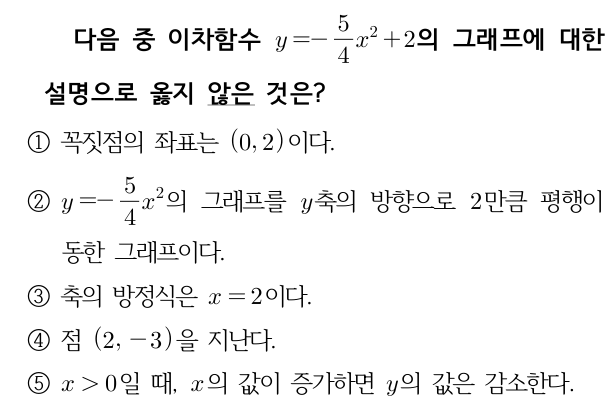 다음 중 이차함수 y=-\frac{5}{4}x²+2의 그래프에 대한
설명으로 옳지 않은 것은?
① 꼭짓점의 좌표는 (0, 2)이다.
② y=-\frac{5}{4}x²의 그래프를 y축의 방향으로 2만큼 평행이
동한 그래프이다.
③ 축의 방정식은 x=2이다.
④ 점 (2, -3)을 지난다.
⑤ x>0일 때, x의 값이 증가하면 y의 값은 감소한다.